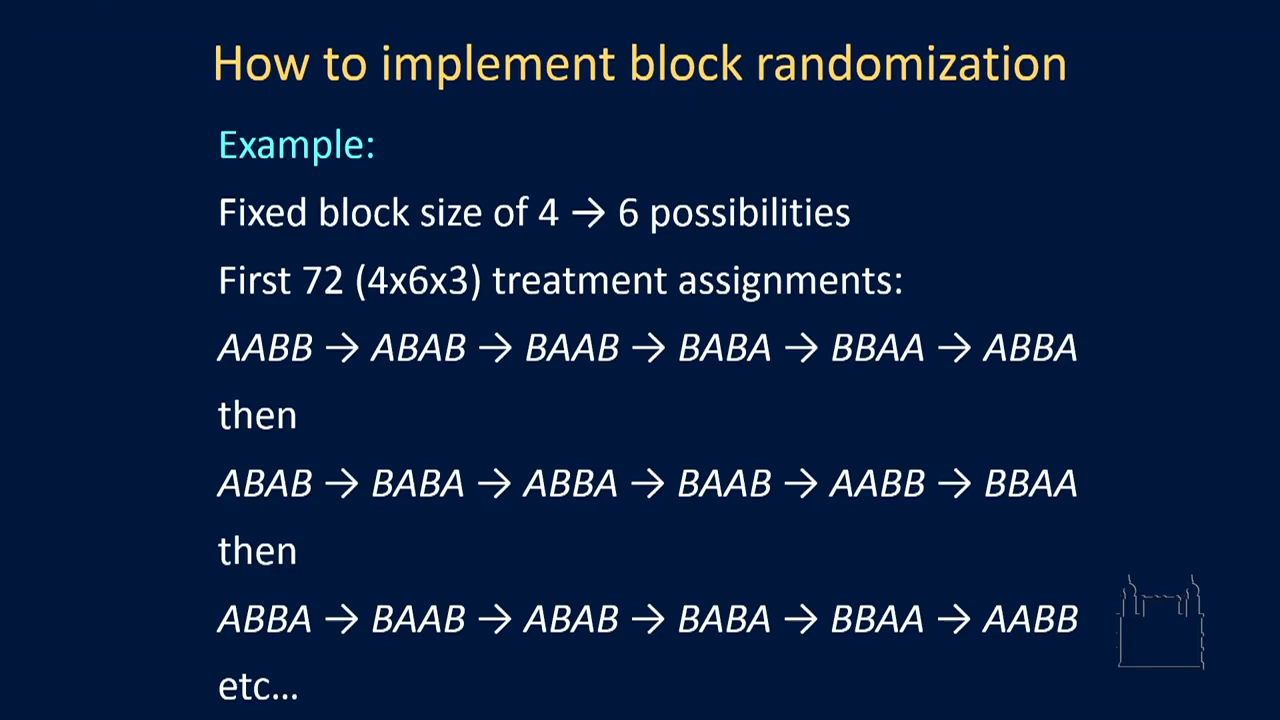 How to implement block randomization
Example:
Fixed block size of 4 → 6 possibilities
First 72 (4x6x3) treatment assignments:
AABB → ABAB → BAAB → BABA → BBAA → ABBA
then
ABAB → BABA → ABBA → BAAB → AABB → BBAA
then
ABBA → BAAB → ABAB → BABA → BBAA → AABB
etc...